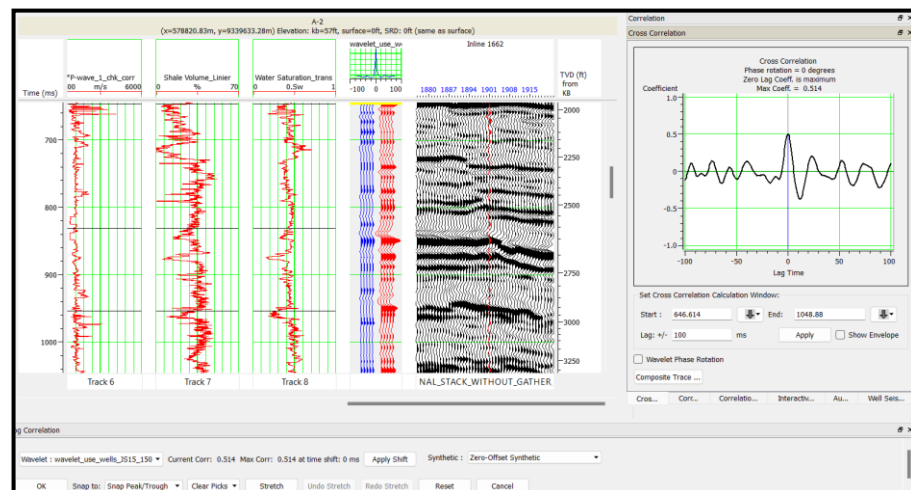 A-2
(x=578820.83m, y=9339633.28m) Elevation: kb=57ft, surface=0ft, SRD: 0ft (same as surface)
wavelet_use_w
Inline 1662
*P-wave_1_chk_corr
Shale Volume_Linier
Water Saturation_trans
TVD (ft)
from
KB
Time (ms)
0 m/s 6000
0 % 70
0 1
-100 0 100
1880 1887 1894 1901 1908 1915
700
800
900
1000
2000
2250
2500
2750
3000
3250
Track 6
Track 7
Track 8
NAL_STACK_WITHOUT_GATHER
Correlation
Cross Correlation
Cross Correlation
Phase rotation = 0 degrees
Zero Lag Coeff. is maximum
Max Coeff. = 0.514
Coefficient
1.0
0.5
0
-0.5
-1.0
-100 -50 0 50 100
Lag Time
Set Cross Correlation Calculation Window:
Start : 646.614 End: 1048.88
Lag: +/- 100 ms Apply Show Envelope
Wavelet Phase Rotation
Composite Trace ...
Cros... Corr... Correlatio... Interactiv... Au... Well Seis...
g Correlation
Wavelet : wavelet_use_wells_JS15_150 Current Corr: 0.514 Max Corr: 0.514 at time shift: 0 ms Apply Shift Synthetic : Zero-Offset Synthetic
OK Snap to: Snap Peak/Trough Clear Picks Stretch Undo Stretch Redo Stretch Reset Cancel